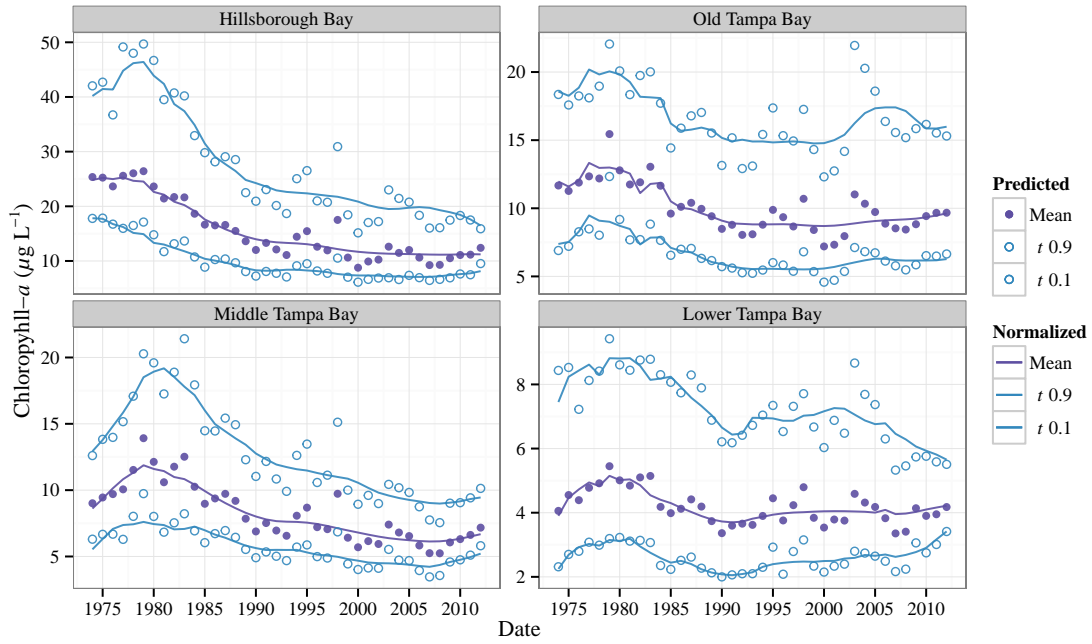 Hillsborough Bay
Old Tampa Bay
50
40
30
20
10
20
15
10
5
Middle Tampa Bay
Lower Tampa Bay
20
15
10
5
8
6
4
2
1975 1980 1985 1990 1995 2000 2005 2010
1975 1980 1985 1990 1995 2000 2005 2010
Date
Chloropyhll−a (µg L−1)
Predicted
Mean
t 0.9
t 0.1
Normalized
Mean
t 0.9
t 0.1